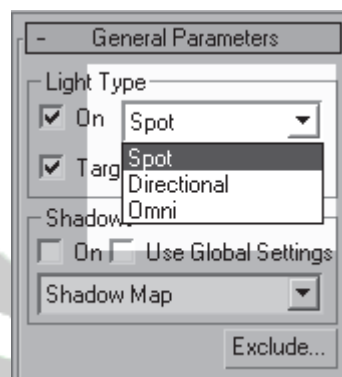 - General Parameters
Light Type
On Spot
Targ
Spot
Directional
Omni
Shadow
On Use Global Settings
Shadow Map
Exclude...